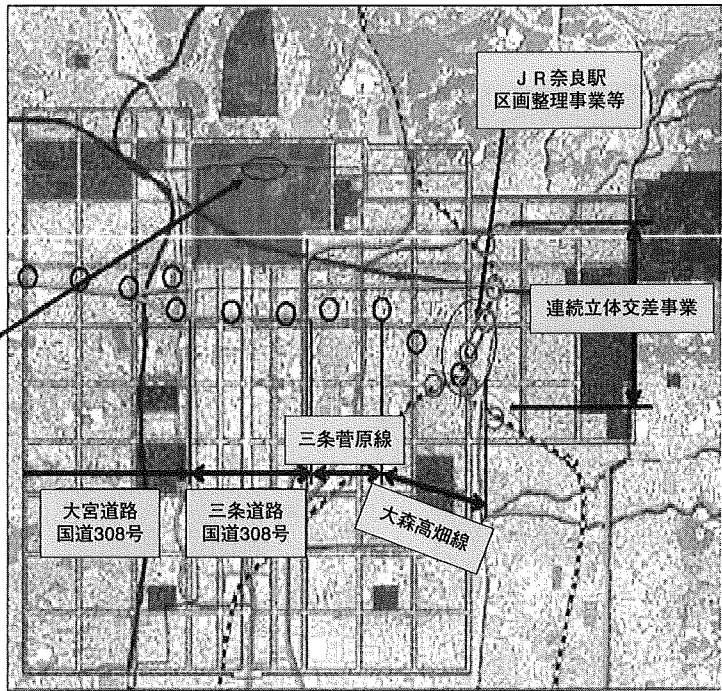 ＪＲ奈良駅
区画整理事業等
連続立体交差事業
三条菅原線
大宮道路
国道308号
三条道路
国道308号
大森高畑線